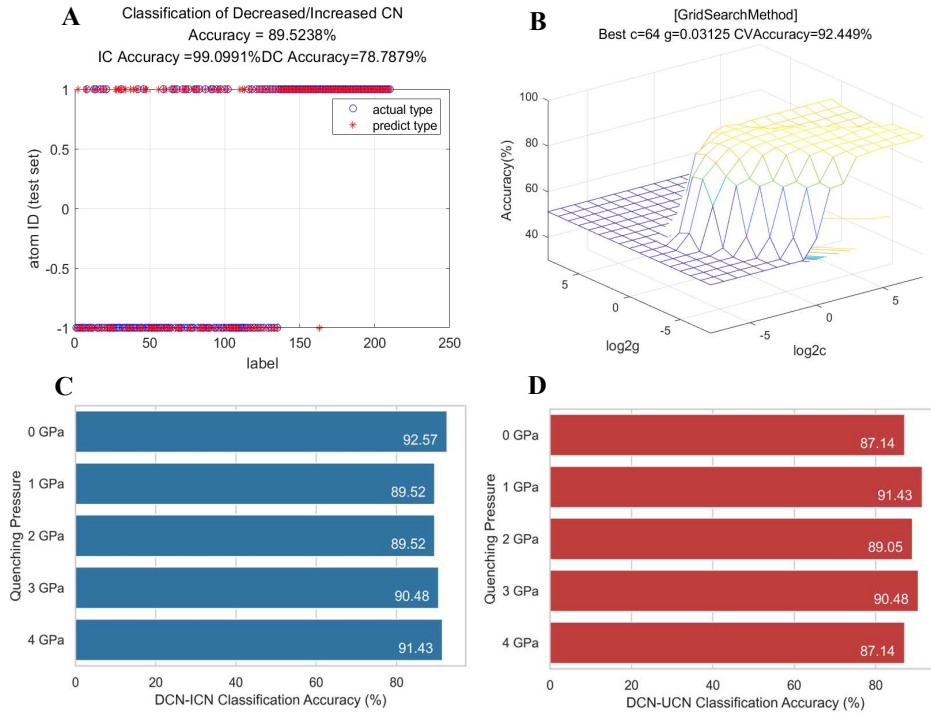 A
Classification of Decreased/Increased CN
Accuracy = 89.5238%
IC Accuracy =99.0991%DC Accuracy=78.7879%
atom ID (test set)
1
0.5
0
-0.5
-1
actual type
predict type
0
50
100
150
200
250
label
B
[GridSearchMethod]
Best c=64 g=0.03125 CVAccuracy=92.449%
Accuracy(%)
100
80
60
40
5
0
-5
log2g
-5
0
5
log2c
C
Quenching Pressure
0 GPa
92.57
1 GPa
89.52
2 GPa
89.52
3 GPa
90.48
4 GPa
91.43
0
20
40
60
80
DCN-ICN Classification Accuracy (%)
D
Quenching Pressure
0 GPa
87.14
1 GPa
91.43
2 GPa
89.05
3 GPa
90.48
4 GPa
87.14
0
20
40
60
80
DCN-UCN Classification Accuracy (%)